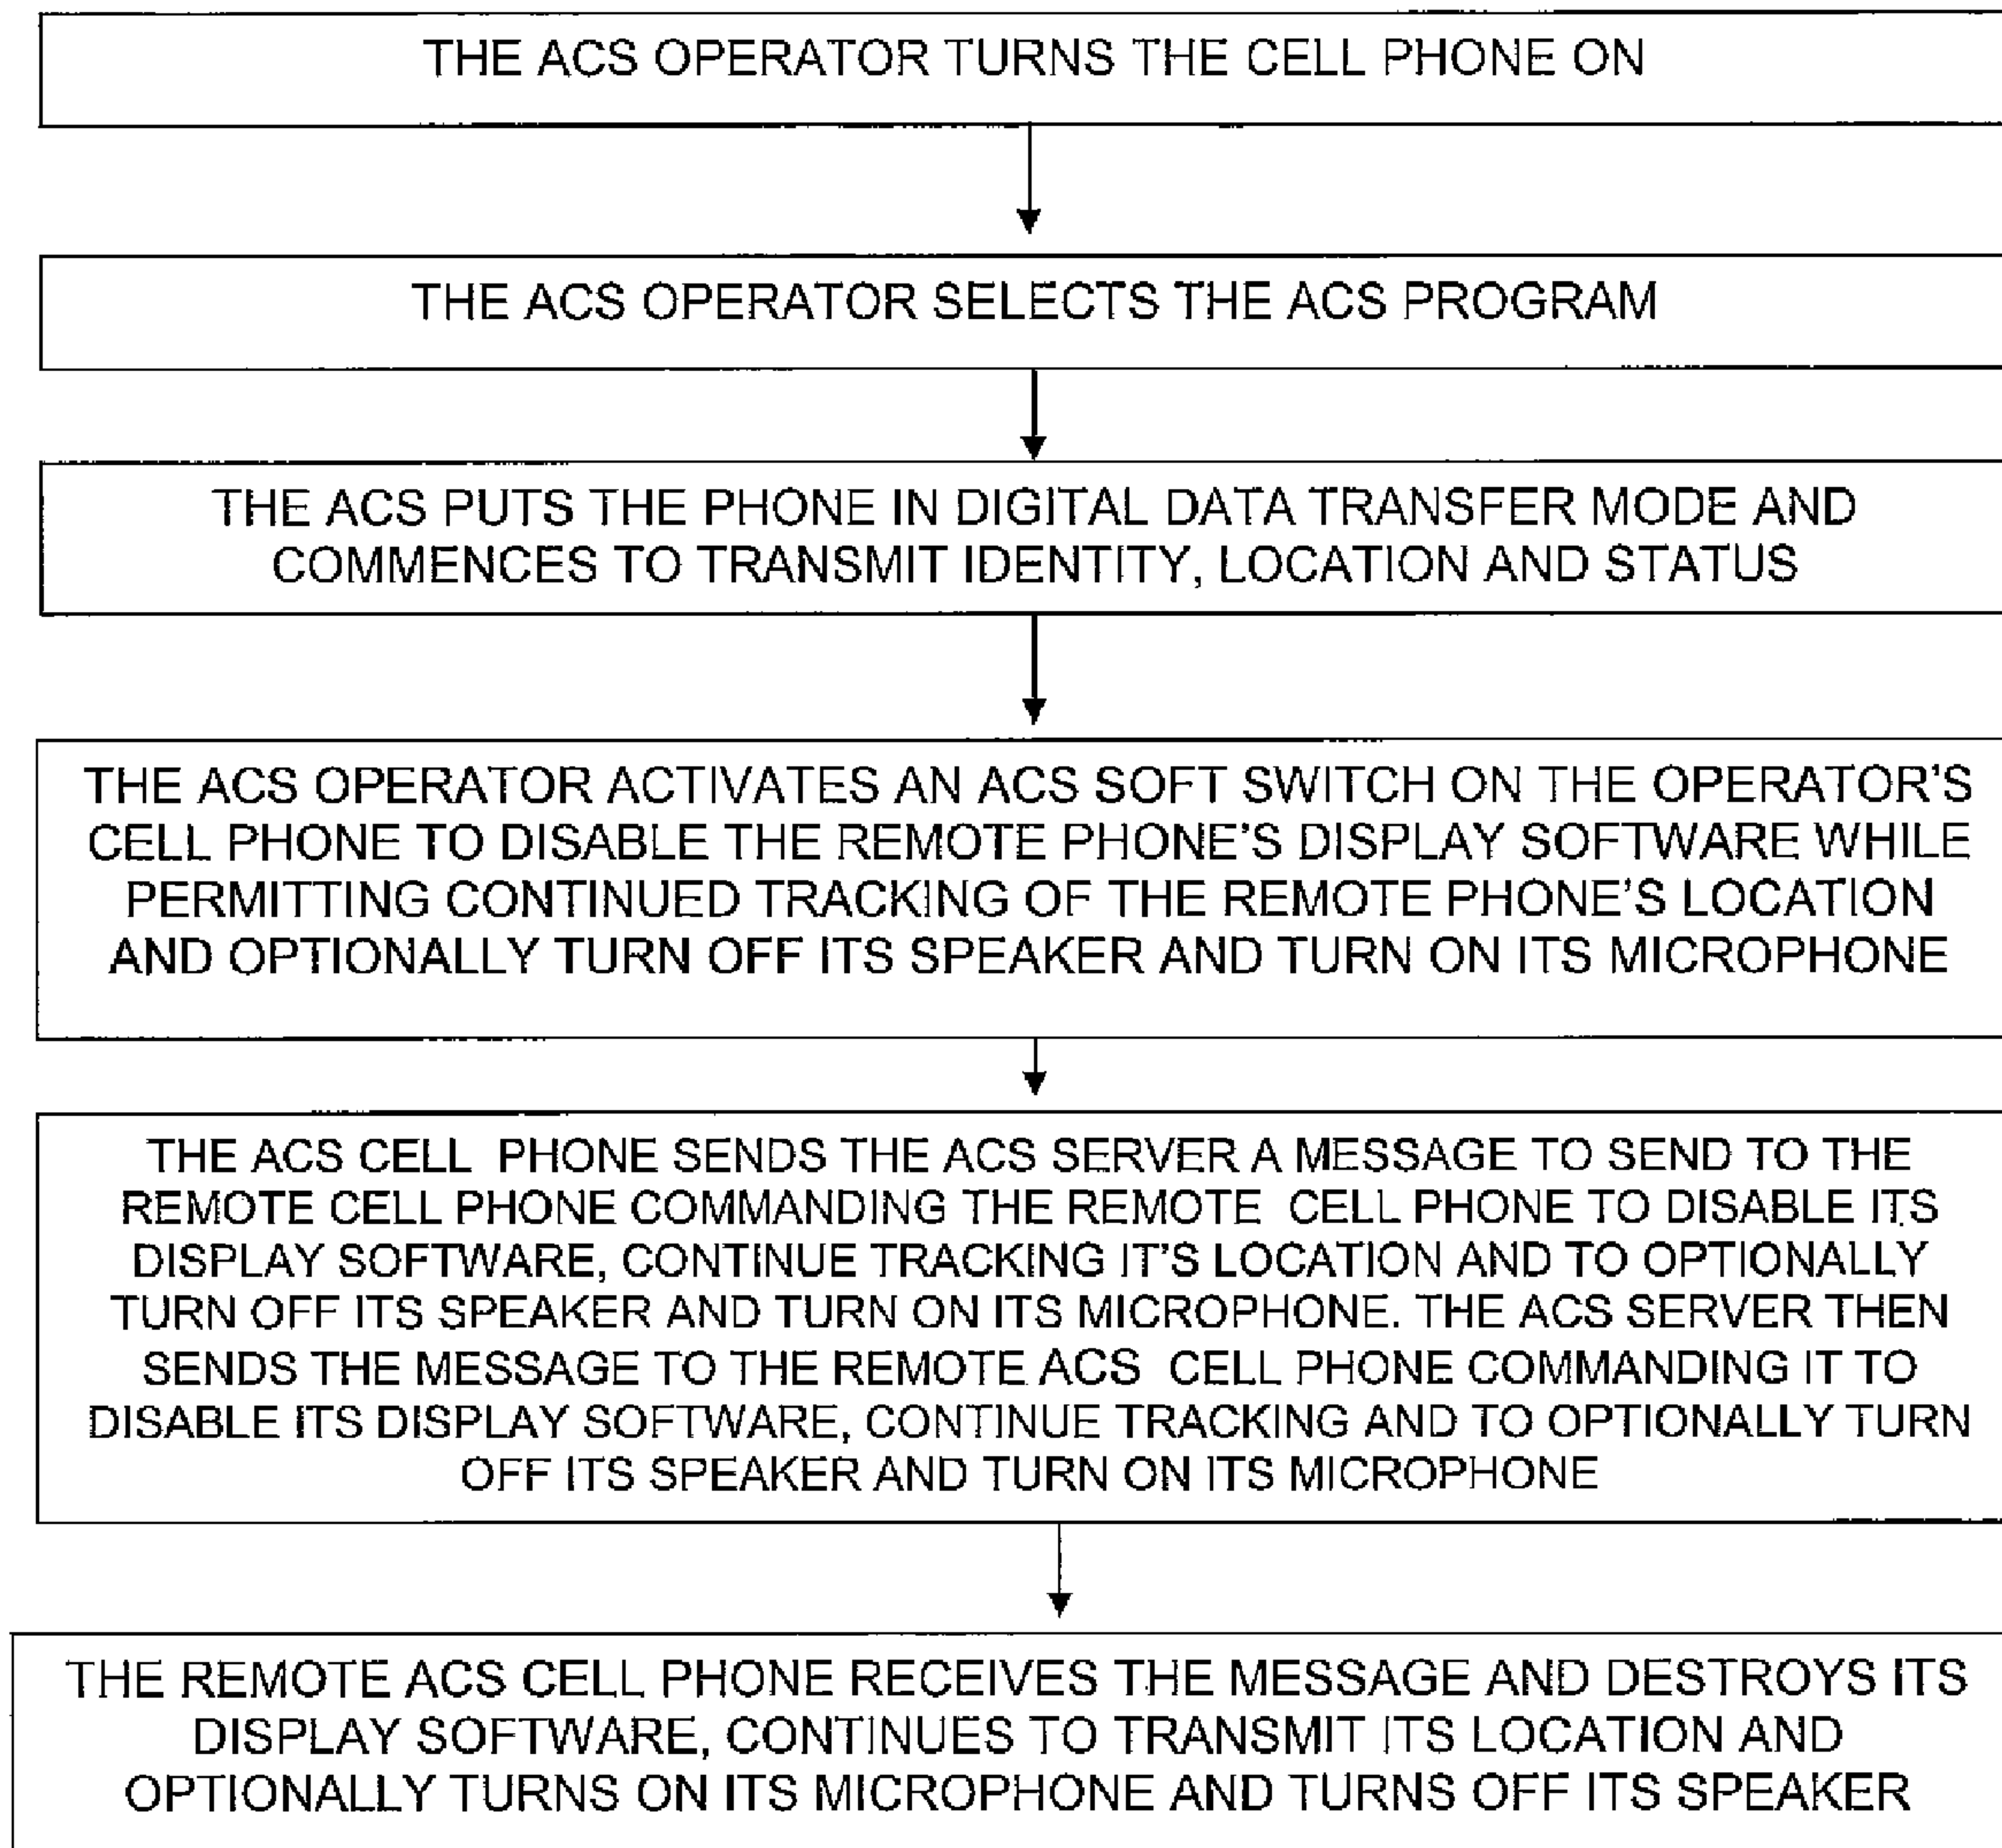 THE ACS OPERATOR TURNS THE CELL PHONE ON
THE ACS OPERATOR SELECTS THE ACS PROGRAM
THE ACS PUTS THE PHONE IN DIGITAL DATA TRANSFER MODE AND
COMMENCES TO TRANSMIT IDENTITY, LOCATION AND STATUS
THE ACS OPERATOR ACTIVATES AN ACS SOFT SWITCH ON THE OPERATOR'S
CELL PHONE TO DISABLE THE REMOTE PHONE'S DISPLAY SOFTWARE WHILE
PERMITTING CONTINUED TRACKING OF THE REMOTE PHONE'S LOCATION
AND OPTIONALLY TURN OFF ITS SPEAKER AND TURN ON ITS MICROPHONE
THE ACS CELL PHONE SENDS THE ACS SERVER A MESSAGE TO SEND TO THE
REMOTE CELL PHONE COMMANDING THE REMOTE CELL PHONE TO DISABLE ITS
DISPLAY SOFTWARE, CONTINUE TRACKING IT'S LOCATION AND TO OPTIONALLY
TURN OFF ITS SPEAKER AND TURN ON ITS MICROPHONE. THE ACS SERVER THEN
SENDS THE MESSAGE TO THE REMOTE ACS CELL PHONE COMMANDING IT TO
DISABLE ITS DISPLAY SOFTWARE, CONTINUE TRACKING AND TO OPTIONALLY TURN
OFF ITS SPEAKER AND TURN ON ITS MICROPHONE
THE REMOTE ACS CELL PHONE RECEIVES THE MESSAGE AND DESTROYS ITS
DISPLAY SOFTWARE, CONTINUES TO TRANSMIT ITS LOCATION AND
OPTIONALLY TURNS ON ITS MICROPHONE AND TURNS OFF ITS SPEAKER